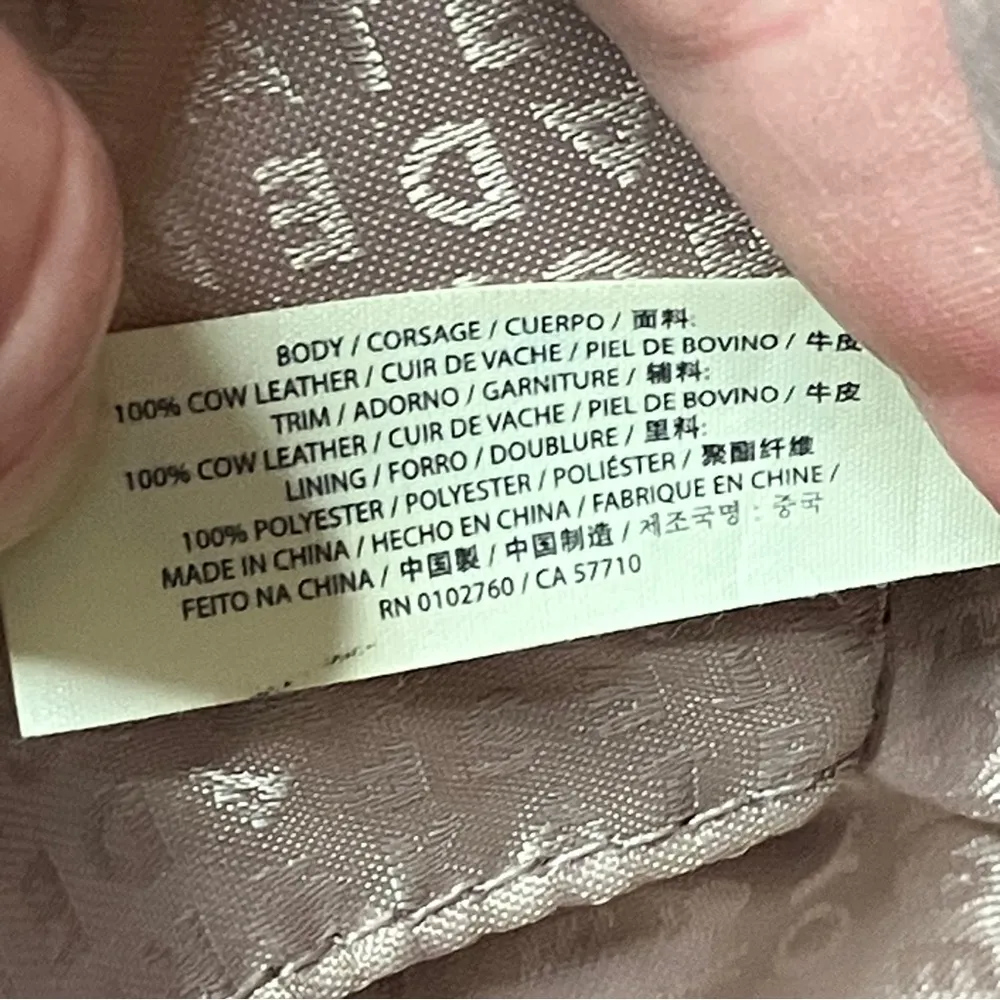 BODY / CORSAGE / CUERPO / 面料:
100% COW LEATHER / CUIR DE VACHE / PIEL DE BOVINO / 牛皮
TRIM / ADORNO / GARNITURE / 辅料:
100% COW LEATHER / CUIR DE VACHE / PIEL DE BOVINO / 牛皮
LINING / FORRO / DOUBLURE / 里料:
100% POLYESTER / POLYESTER / POLIÉSTER / 聚酯纤维
MADE IN CHINA / HECHO EN CHINA / FABRIQUE EN CHINE /
FEITO NA CHINA / 中国製 / 中国制造 / 제조국명 : 중국
RN 0102760 / CA 57710